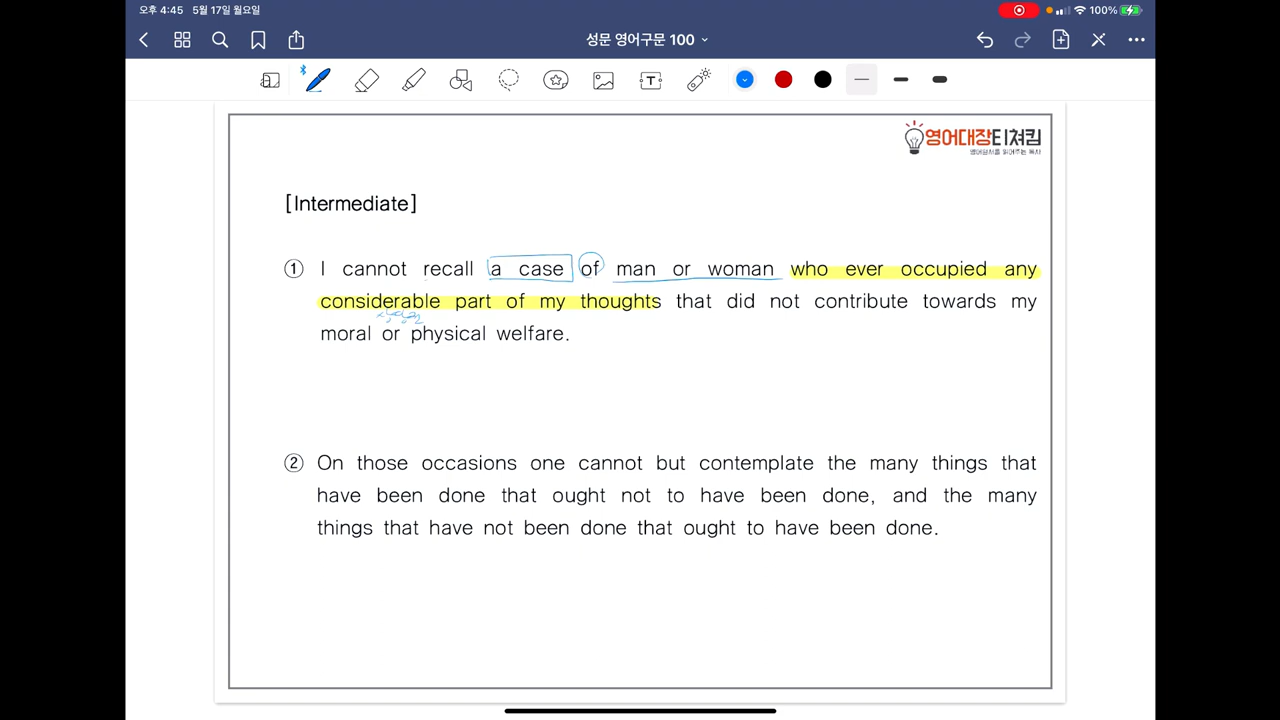 오후 4:45 5월 17일 월요일
100%
성문 영어구문 100
영어대장티쳐킴
[Intermediate]
① I cannot recall a case of man or woman who ever occupied any
considerable part of my thoughts that did not contribute towards my
moral or physical welfare.
② On those occasions one cannot but contemplate the many things that
have been done that ought not to have been done, and the many
things that have not been done that ought to have been done.